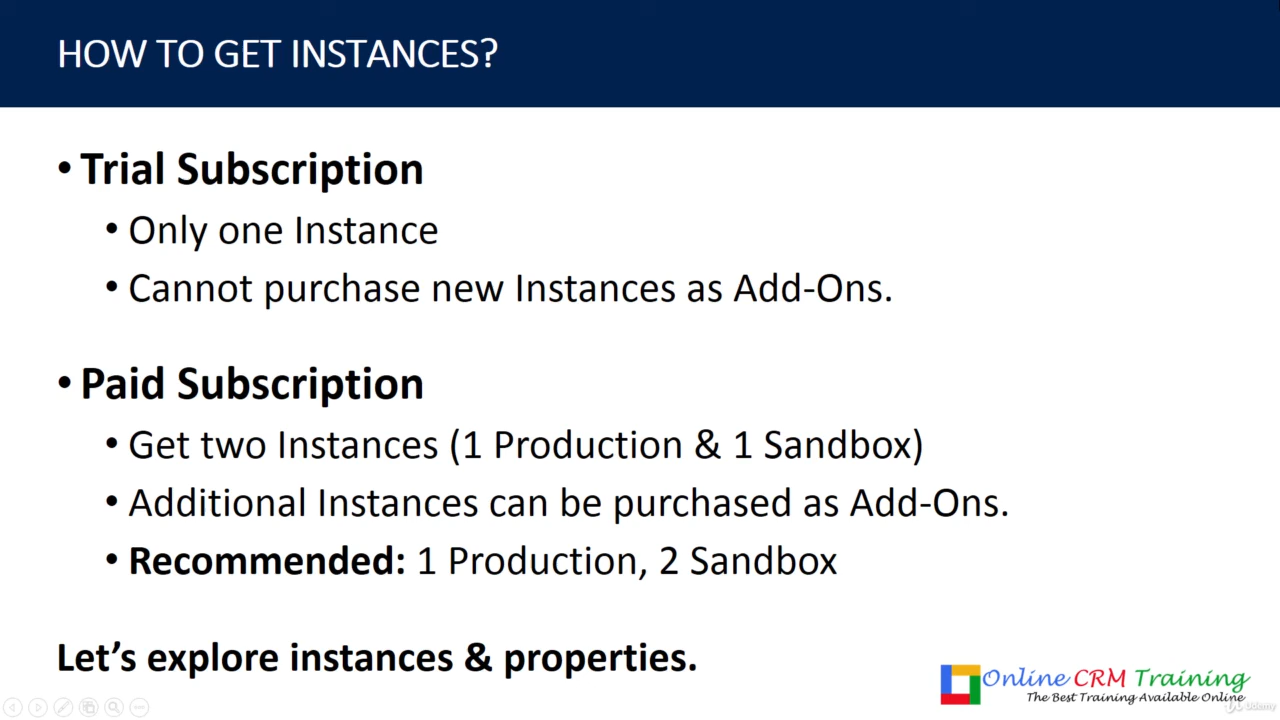 HOW TO GET INSTANCES?
• Trial Subscription
• Only one Instance
• Cannot purchase new Instances as Add-Ons.
• Paid Subscription
• Get two Instances (1 Production & 1 Sandbox)
• Additional Instances can be purchased as Add-Ons.
• Recommended: 1 Production, 2 Sandbox
Let’s explore instances & properties.
Online CRM Training
The Best Training Available Online
Udemy